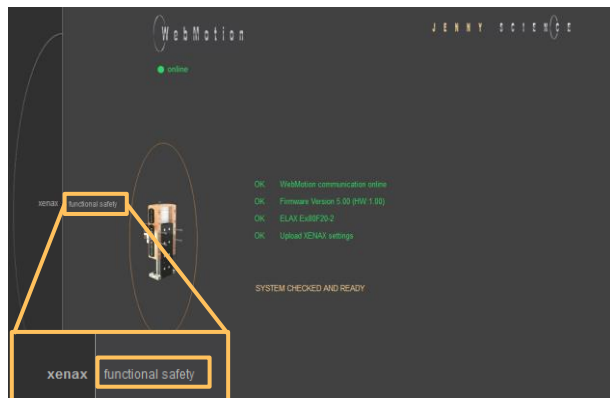 WebMotion
JENNY SCIENCE
online
OK WebMotion communication online
OK Firmware Version 5.00 (HW 1.00)
OK ELAX Ex80F20-2
OK Upload XENAX settings
xenax functional safety
SYSTEM CHECKED AND READY
xenax functional safety